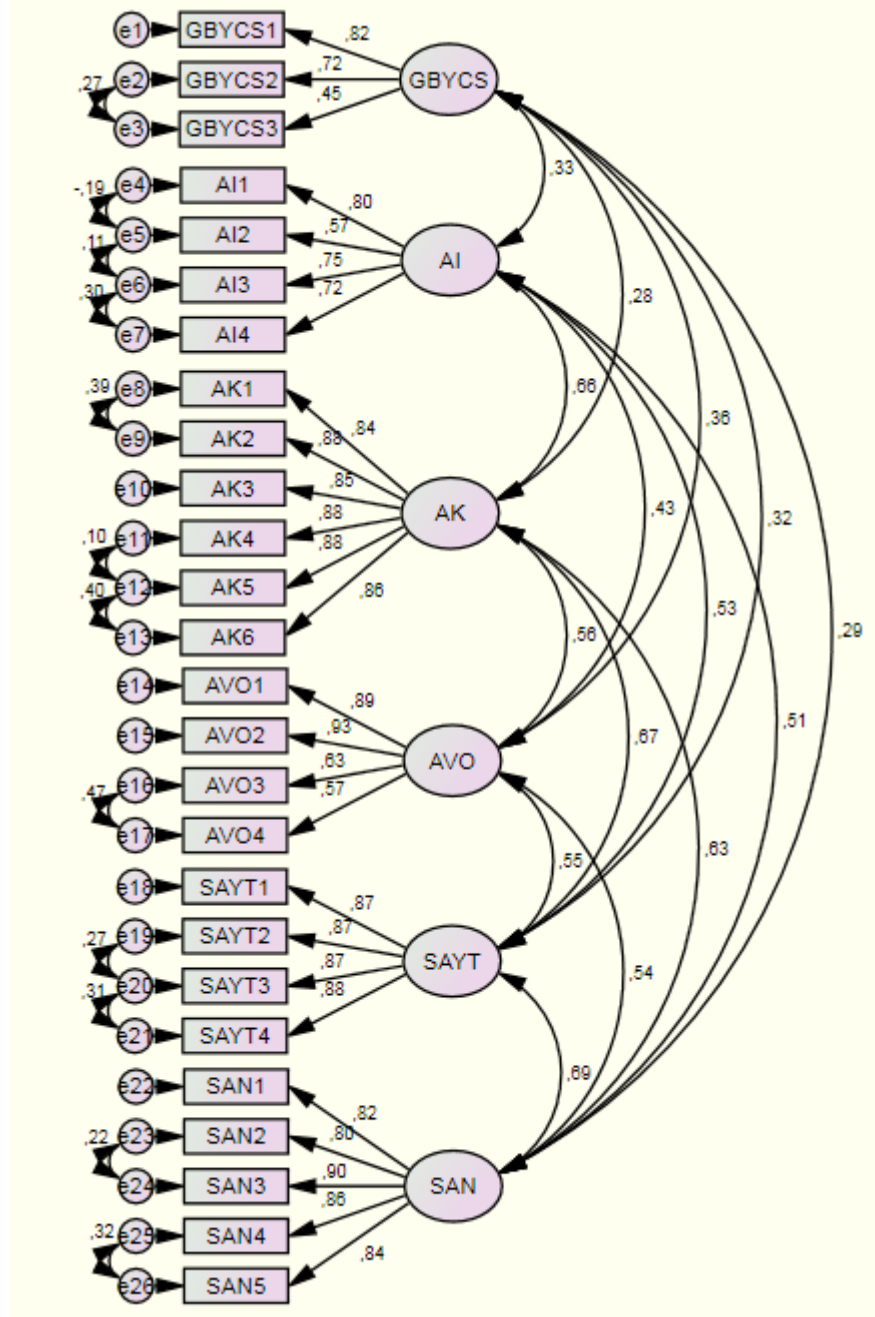 e1 GBYCS1 ,82
e2 GBYCS2 ,72 GBYCS
,27
e3 GBYCS3 ,45
,33
e4 AI1 ,80
-,19
e5 AI2 ,57
,11
e6 AI3 ,75 AI
,30
e7 AI4 ,72
,28
,66
,36
e8 AK1 ,84
,39
e9 AK2 ,88
e10 AK3 ,85 AK
e11 AK4 ,88
,10
e12 AK5 ,88
,40
e13 AK6 ,86
,43
,32
,53
,29
,56
e14 AVO1 ,89
e15 AVO2 ,93 AVO
e16 AVO3 ,63
,47
e17 AVO4 ,57
,67
,51
,63
,55
e18 SAYT1 ,87
e19 SAYT2 ,87
,27
e20 SAYT3 ,87 SAYT
,31
e21 SAYT4 ,88
,54
,69
e22 SAN1 ,82
e23 SAN2 ,80
,22
e24 SAN3 ,90 SAN
e25 SAN4 ,86
,32
e26 SAN5 ,84